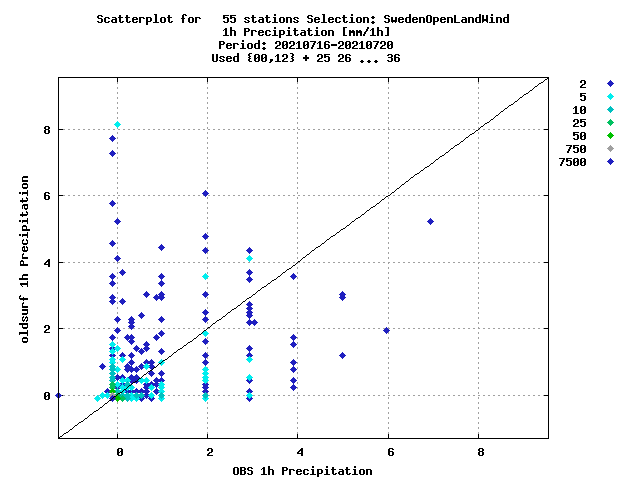 Scatterplot for 55 stations Selection: SwedenOpenLandWind
1h Precipitation [mm/1h]
Period: 20210716-20210720
Used {00,12} + 25 26 ... 36
2
5
10
25
50
750
7500
8
6
4
2
0
oldsurf 1h Precipitation
0 2 4 6 8
OBS 1h Precipitation